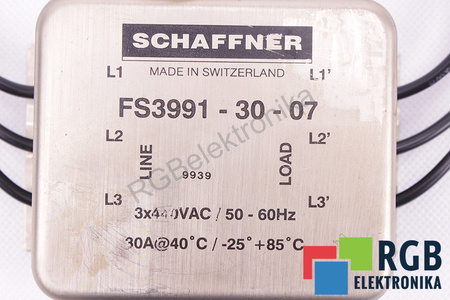 SCHAFFNER
L1 MADE IN SWITZERLAND L1'
FS3991 - 30 - 07
L2 L2'
LINE LOAD
9939
L3 L3'
3x440VAC / 50 - 60Hz
30A@40°C / -25°+85°C
RGBelektronika
RGB
ELEKTRONIKA